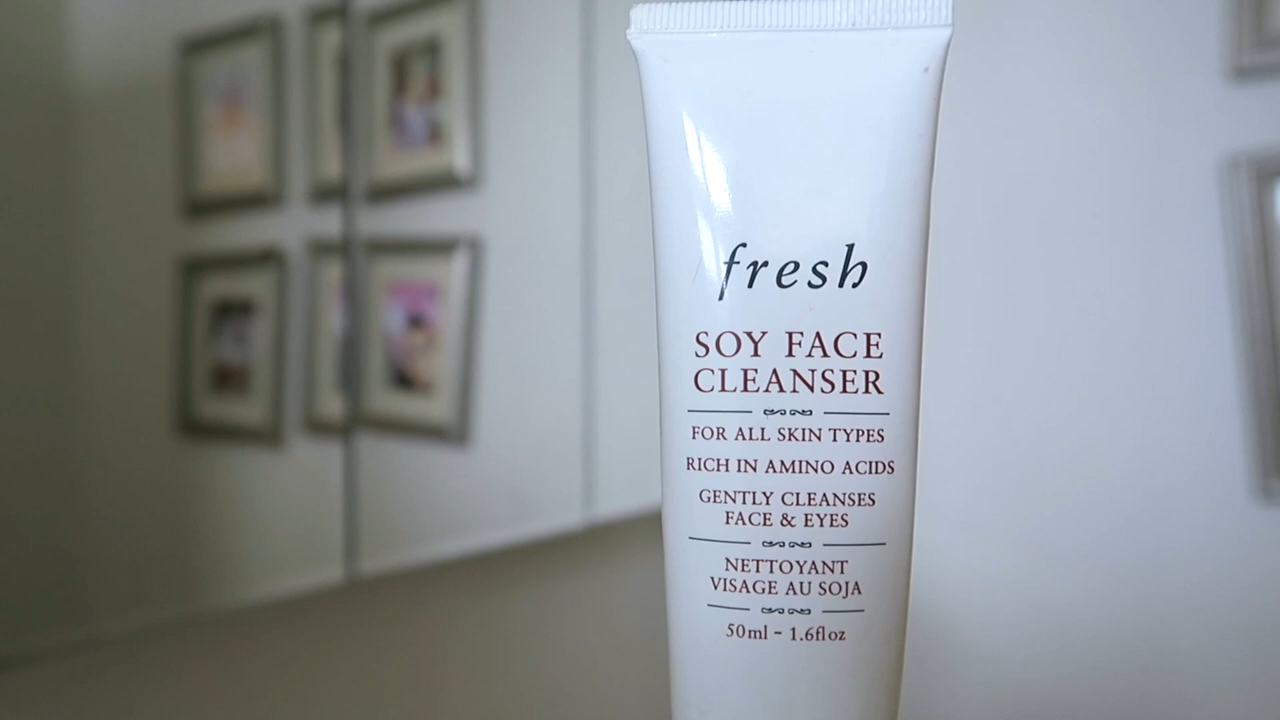 fresh
SOY FACE
CLEANSER
FOR ALL SKIN TYPES
RICH IN AMINO ACIDS
GENTLY CLEANSES
FACE & EYES
NETTOYANT
VISAGE AU SOJA
50ml - 1.6fl oz